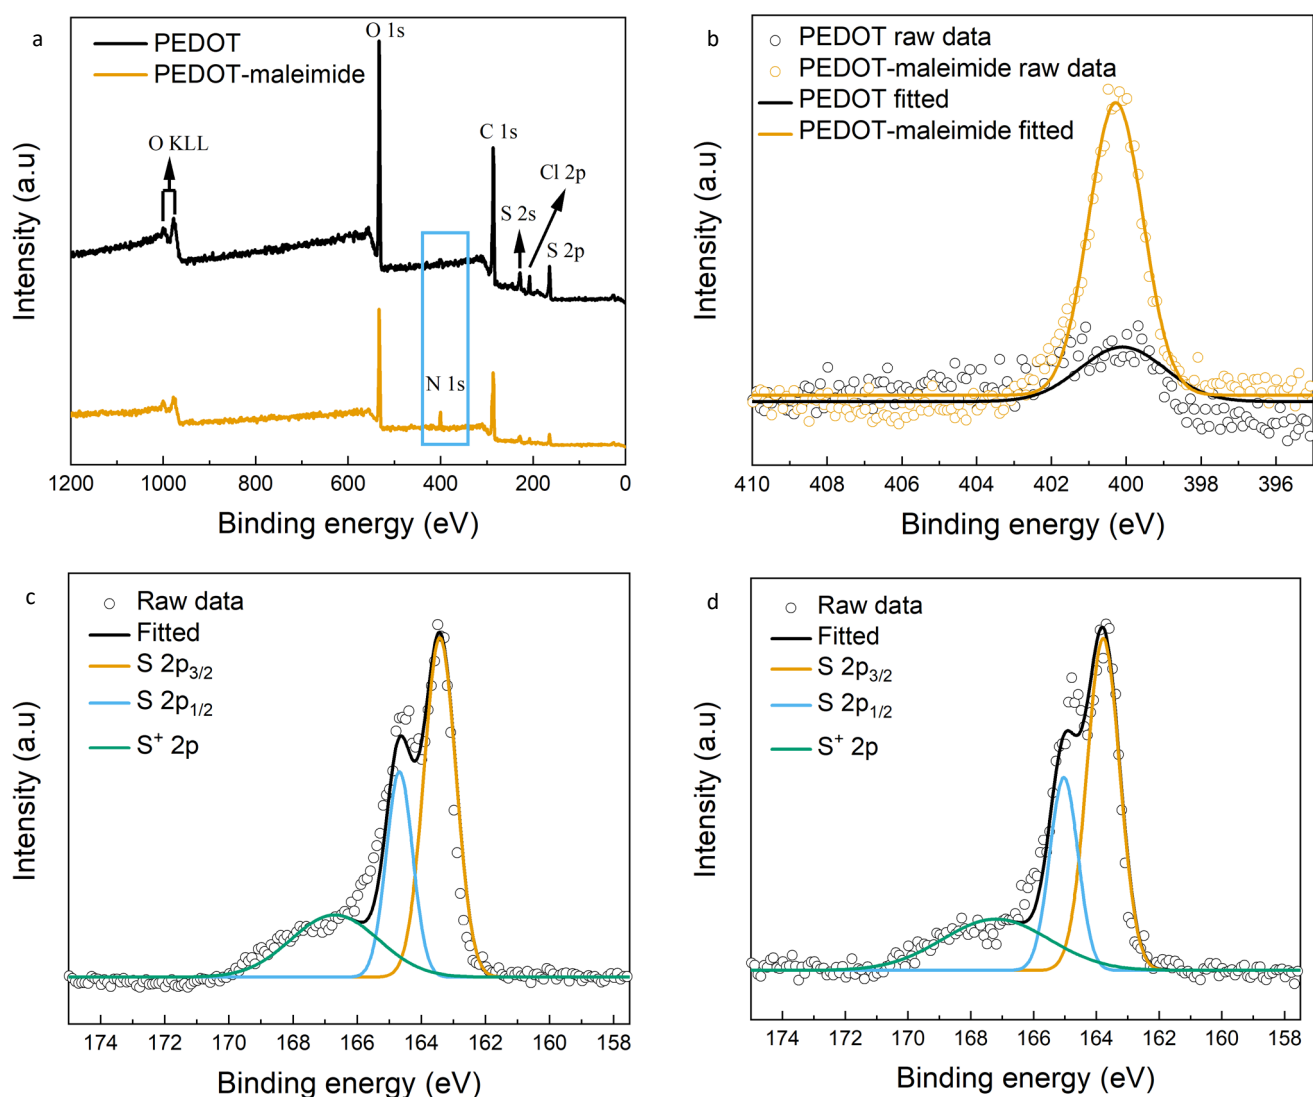 a
PEDOT
PEDOT-maleimide
O 1s
O KLL
C 1s
Cl 2p
S 2s
S 2p
N 1s
Intensity (a.u)
1200 1000 800 600 400 200 0
Binding energy (eV)
b
PEDOT raw data
PEDOT-maleimide raw data
PEDOT fitted
PEDOT-maleimide fitted
Intensity (a.u)
410 408 406 404 402 400 398 396
Binding energy (eV)
c
Raw data
Fitted
S 2p3/2
S 2p1/2
S+ 2p
Intensity (a.u)
174 172 170 168 166 164 162 160 158
Binding energy (eV)
d
Raw data
Fitted
S 2p3/2
S 2p1/2
S+ 2p
Intensity (a.u)
174 172 170 168 166 164 162 160 158
Binding energy (eV)